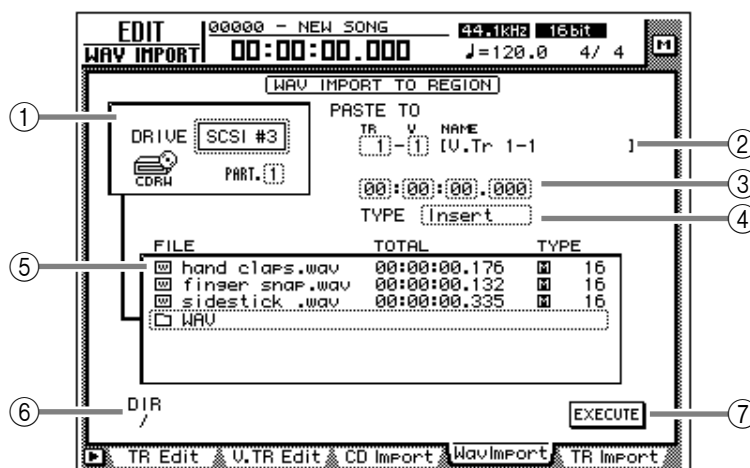 EDIT
WAV IMPORT
00000 - NEW SONG
00:00:00.000
44.1kHz 16bit
♩=120.0 4/ 4
M
WAV IMPORT TO REGION
①
DRIVE SCSI #3
CDRW
PART. 1
PASTE TO
TR V NAME
1-1 [V.Tr 1-1 ]
②
00:00:00.000
③
TYPE Insert
④
FILE TOTAL TYPE
⑤
W hand claps.wav 00:00:00.176 M 16
W finger snap.wav 00:00:00.132 M 16
W sidestick .wav 00:00:00.335 M 16
WAV
⑥
DIR
/
EXECUTE
⑦
TR Edit V.TR Edit CD Import WavImport TR Import